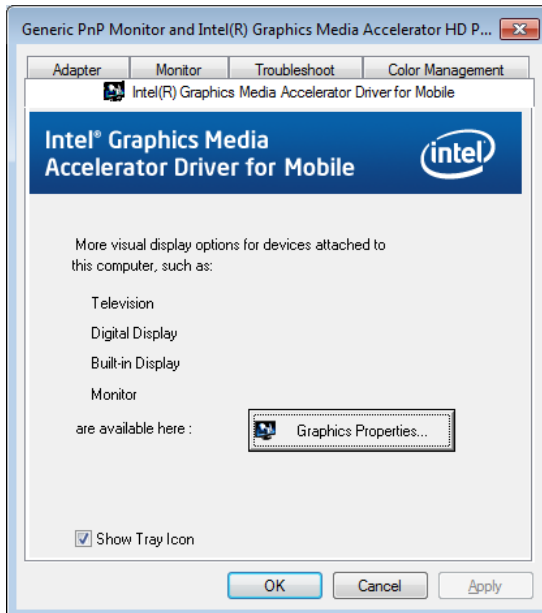 Generic PnP Monitor and Intel(R) Graphics Media Accelerator HD P...
Adapter Monitor Troubleshoot Color Management
Intel(R) Graphics Media Accelerator Driver for Mobile
Intel® Graphics Media
Accelerator Driver for Mobile
intel
More visual display options for devices attached to
this computer, such as:
Television
Digital Display
Built-in Display
Monitor
are available here : Graphics Properties...
Show Tray Icon
OK Cancel Apply